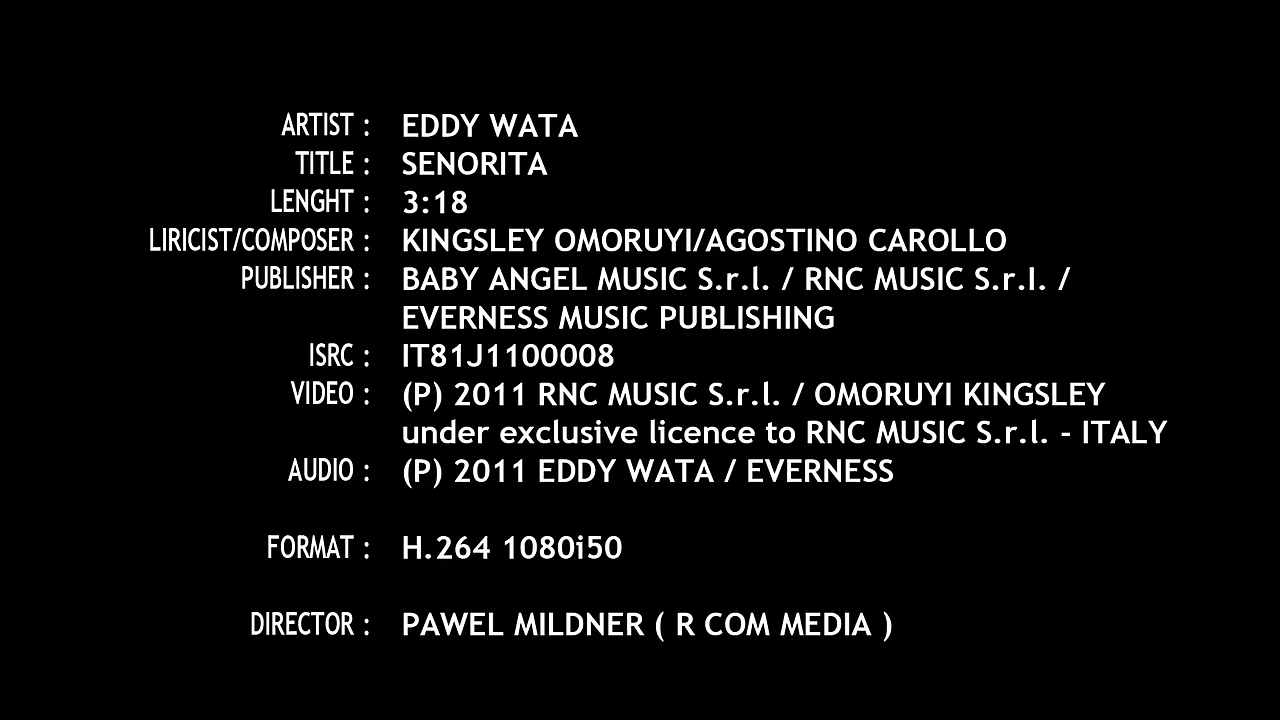 ARTIST : EDDY WATA
TITLE : SENORITA
LENGHT : 3:18
LIRICIST/COMPOSER : KINGSLEY OMORUYI/AGOSTINO CAROLLO
PUBLISHER : BABY ANGEL MUSIC S.r.l. / RNC MUSIC S.r.I. /
EVERNESS MUSIC PUBLISHING
ISRC : IT81J1100008
VIDEO : (P) 2011 RNC MUSIC S.r.l. / OMORUYI KINGSLEY
under exclusive licence to RNC MUSIC S.r.l. - ITALY
AUDIO : (P) 2011 EDDY WATA / EVERNESS
FORMAT : H.264 1080i50
DIRECTOR : PAWEL MILDNER ( R COM MEDIA )